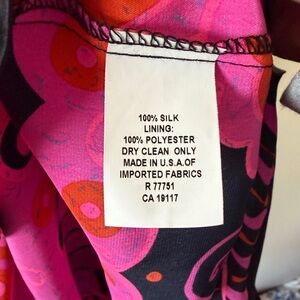 100% SILK
LINING:
100% POLYESTER
DRY CLEAN ONLY
MADE IN U.S.A.OF
IMPORTED FABRICS
R 77751
CA 19117